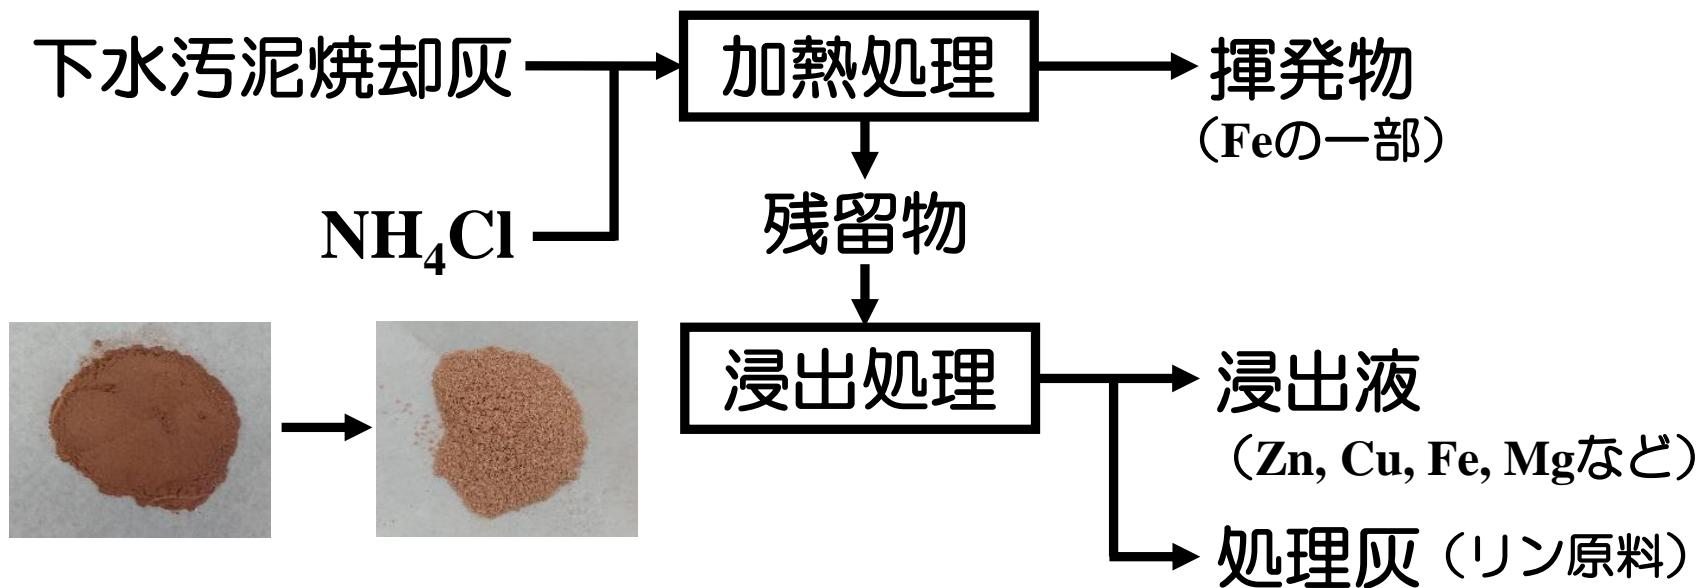 下水汚泥焼却灰
加熱処理
揮発物
（Feの一部）
NH₄Cl
残留物
浸出処理
浸出液
（Zn, Cu, Fe, Mgなど）
処理灰（リン原料）